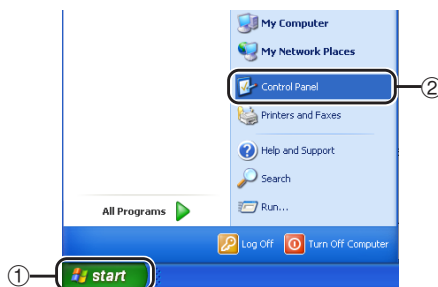 My Computer
My Network Places
Control Panel
②
Printers and Faxes
Help and Support
Search
Run...
All Programs
Log Off
Turn Off Computer
①
start